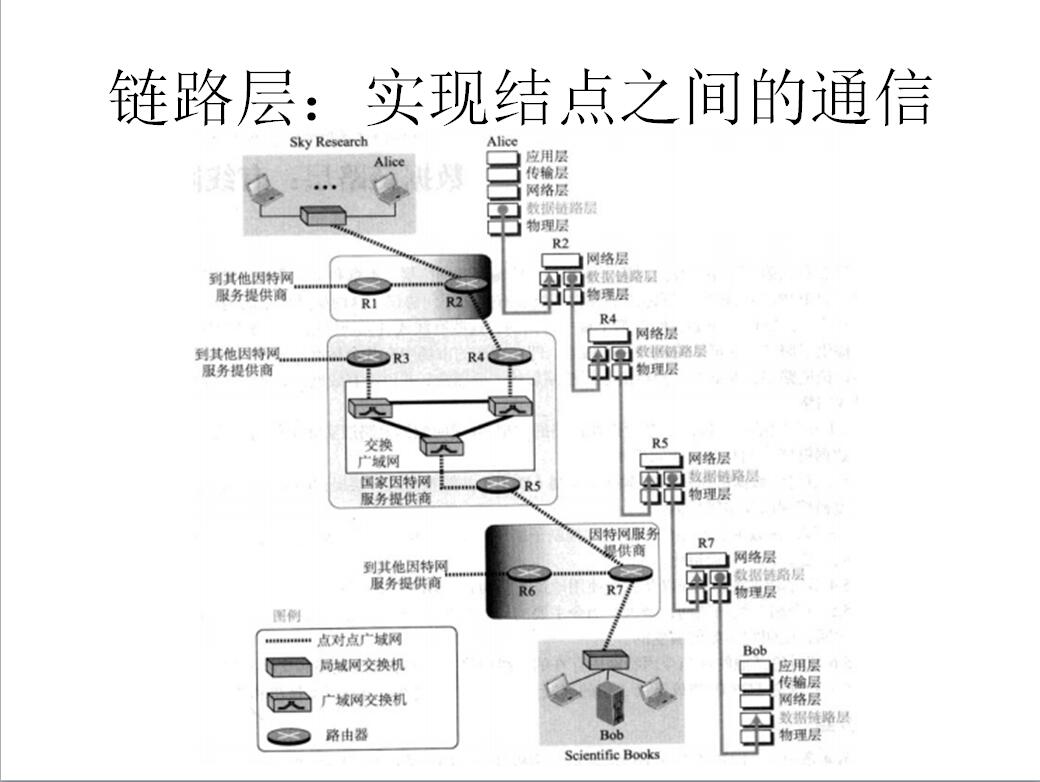 链路层：实现结点之间的通信
Sky Research
Alice
Alice
应用层
传输层
网络层
数据链路层
物理层
R2
网络层
数据链路层
物理层
到其他因特网
服务提供商
R1
R2
R4
网络层
数据链路层
物理层
到其他因特网
服务提供商
R3
R4
交换
广域网
国家因特网
服务提供商
R5
R5
网络层
数据链路层
物理层
因特网服务
提供商
到其他因特网
服务提供商
R6
R7
R7
网络层
数据链路层
物理层
图例
点对点广域网
局域网交换机
广域网交换机
路由器
Bob
Scientific Books
Bob
应用层
传输层
网络层
数据链路层
物理层